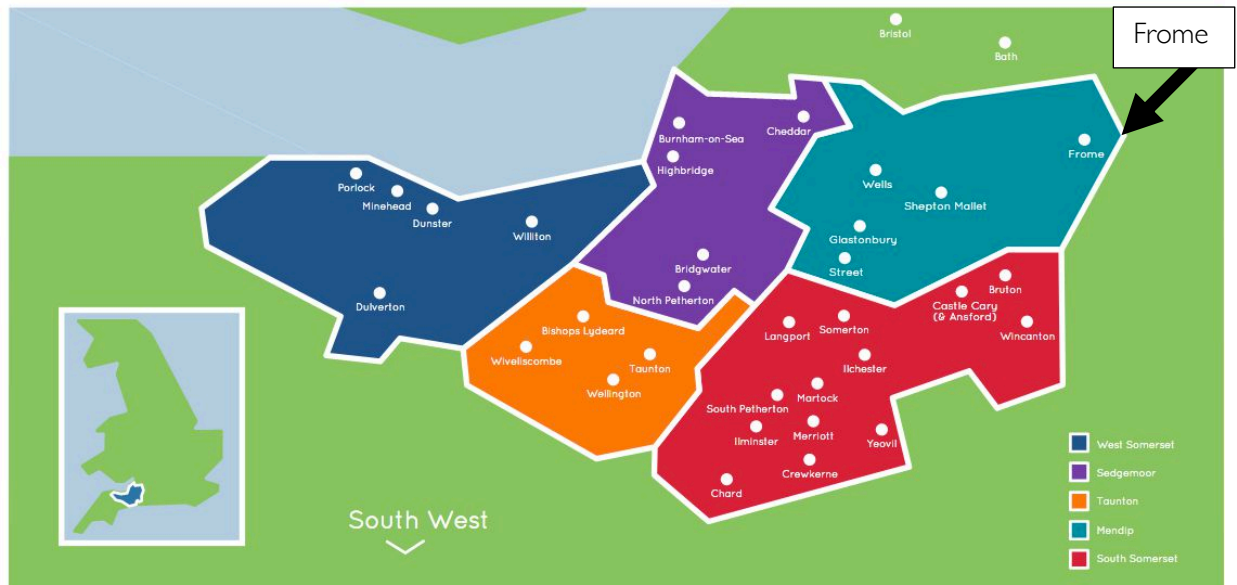 Frome
Bristol
Bath
Burnham-on-Sea
Cheddar
Highbridge
Frome
Porlock
Minehead
Dunster
Williton
Wells
Shepton Mallet
Glastonbury
Street
Bridgwater
North Petherton
Dulverton
Bruton
Castle Cary
(& Ansford)
Wincanton
Bishops Lydeard
Langport
Somerton
Wiveliscombe
Taunton
Ilchester
Wellington
Martock
South Petherton
Ilminster
Merriott
Yeovil
Crewkerne
Chard
South West
West Somerset
Sedgemoor
Taunton
Mendip
South Somerset